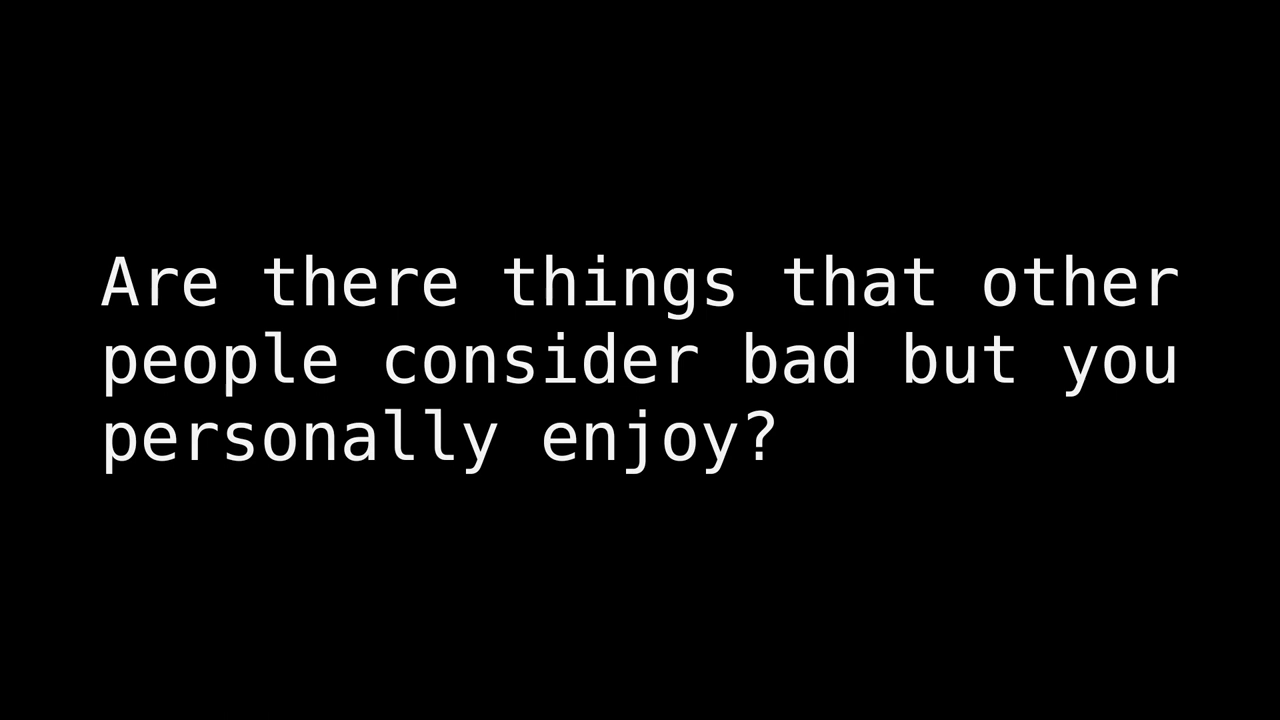 Are there things that other
people consider bad but you
personally enjoy?